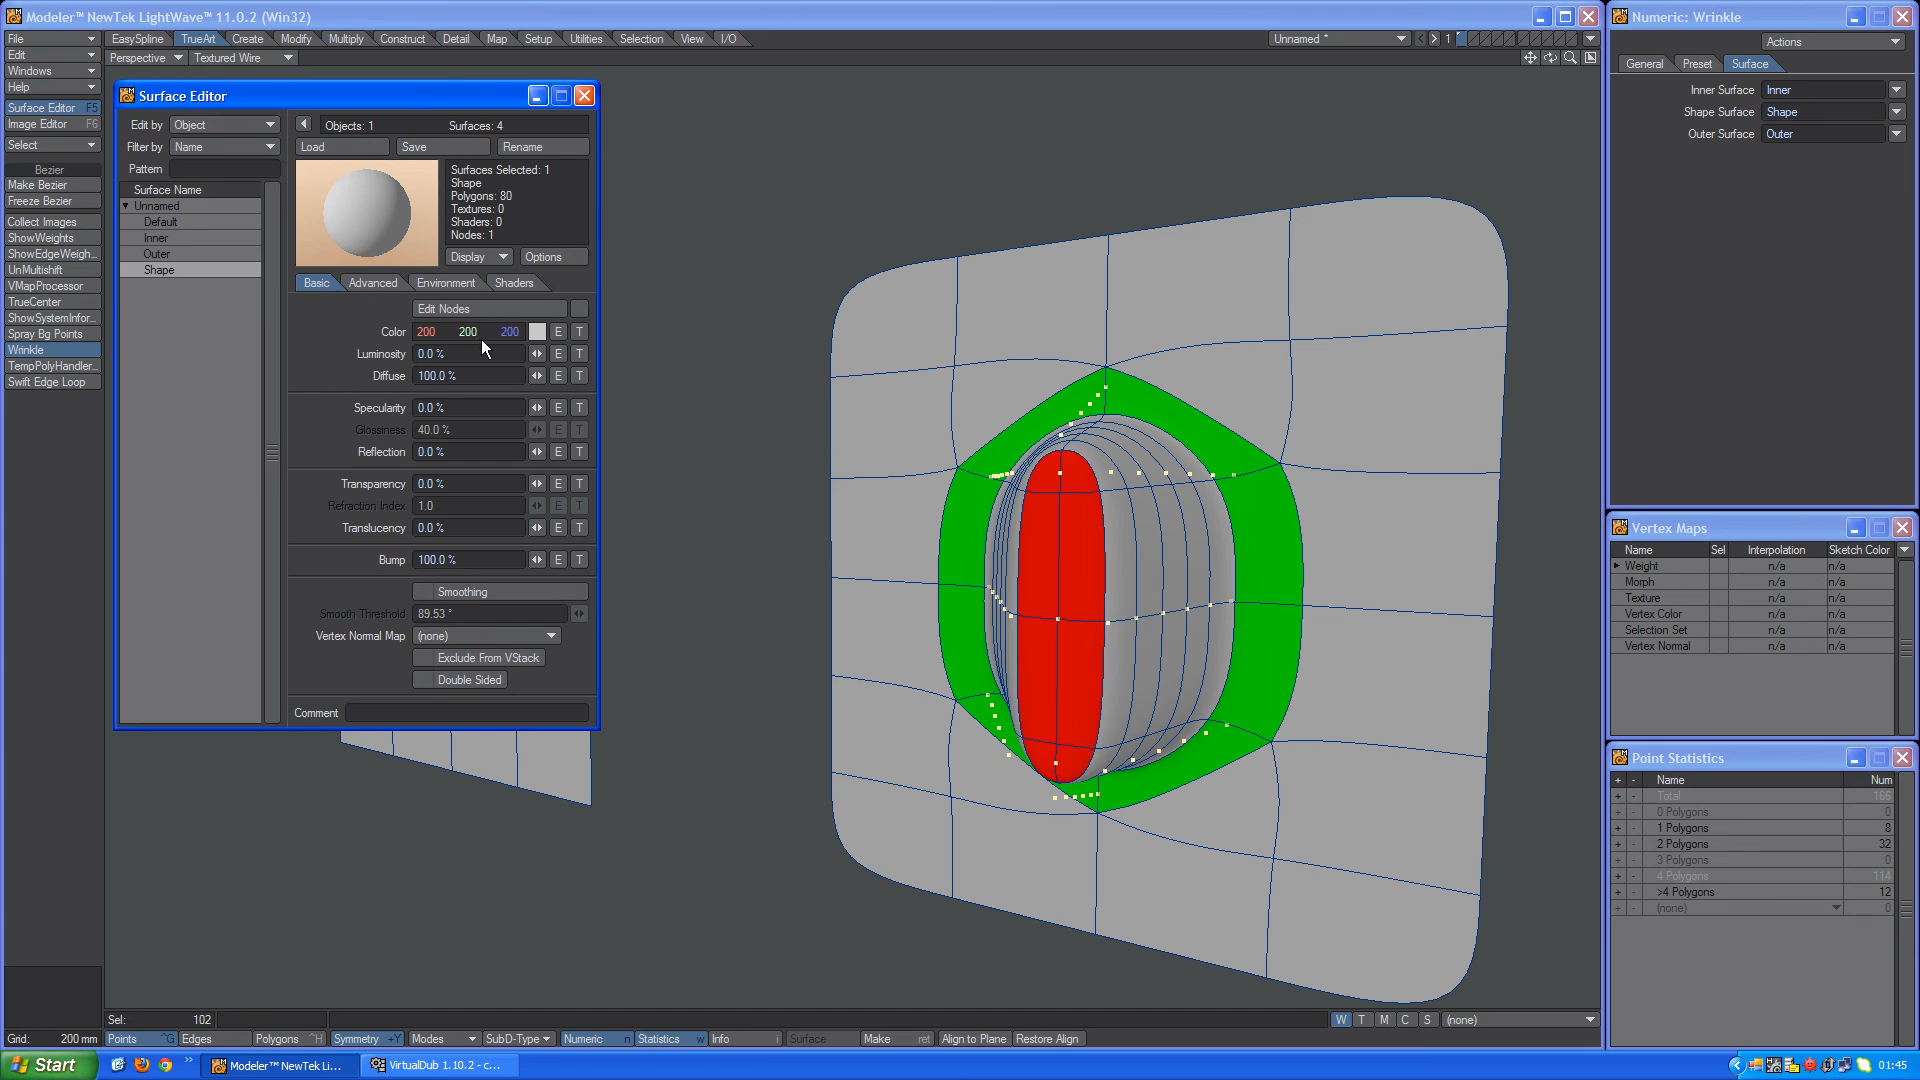 Modeler™ NewTek LightWave™ 11.0.2 (Win32)
File
Edit
Windows
Help
EasySpline TrueArt Create Modify Multiply Construct Detail Map Setup Utilities Selection View I/O
Unnamed * 1
Perspective Textured Wire
Surface Editor F5
Image Editor F6
Select
Bezier
Make Bezier
Freeze Bezier
Collect Images
ShowWeights
ShowEdgeWeigh...
UnMultishift
VMapProcessor
TrueCenter
ShowSystemInfor...
Spray Bg Points
Wrinkle
TempPolyHandler...
Swift Edge Loop
Surface Editor
Edit by Object
Filter by Name
Pattern
Surface Name
Unnamed
Default
Inner
Outer
Shape
Objects: 1 Surfaces: 4
Load Save Rename
Surfaces Selected: 1
Shape
Polygons: 80
Textures: 0
Shaders: 0
Nodes: 1
Display Options
Basic Advanced Environment Shaders
Edit Nodes
Color 200 200 200 E T
Luminosity 0.0 % E T
Diffuse 100.0 % E T
Specularity 0.0 % E T
Glossiness 40.0 % E T
Reflection 0.0 % E T
Transparency 0.0 % E T
Refraction Index 1.0 E T
Translucency 0.0 % E T
Bump 100.0 % E T
Smoothing
Smooth Threshold 89.53 °
Vertex Normal Map (none)
Exclude From VStack
Double Sided
Comment
Numeric: Wrinkle
Actions
General Preset Surface
Inner Surface Inner
Shape Surface Shape
Outer Surface Outer
Vertex Maps
Name Sel Interpolation Sketch Color
Weight n/a n/a
Morph n/a n/a
Texture n/a n/a
Vertex Color n/a n/a
Selection Set n/a n/a
Vertex Normal n/a n/a
Point Statistics
+ - Name Num
+ - Total 166
+ - 0 Polygons 0
+ - 1 Polygons 8
+ - 2 Polygons 32
+ - 3 Polygons 0
+ - 4 Polygons 114
+ - >4 Polygons 12
+ - (none) 0
Sel: 102
W T M C S (none)
Grid: 200 mm Points ^G Edges Polygons ^H Symmetry +Y Modes SUB-D-Type Numeric n Statistics w Info i Surface Make ret Align to Plane Restore Align
Start » Modeler™ NewTek Li... VirtualDub 1.10.2 - c... 01:45